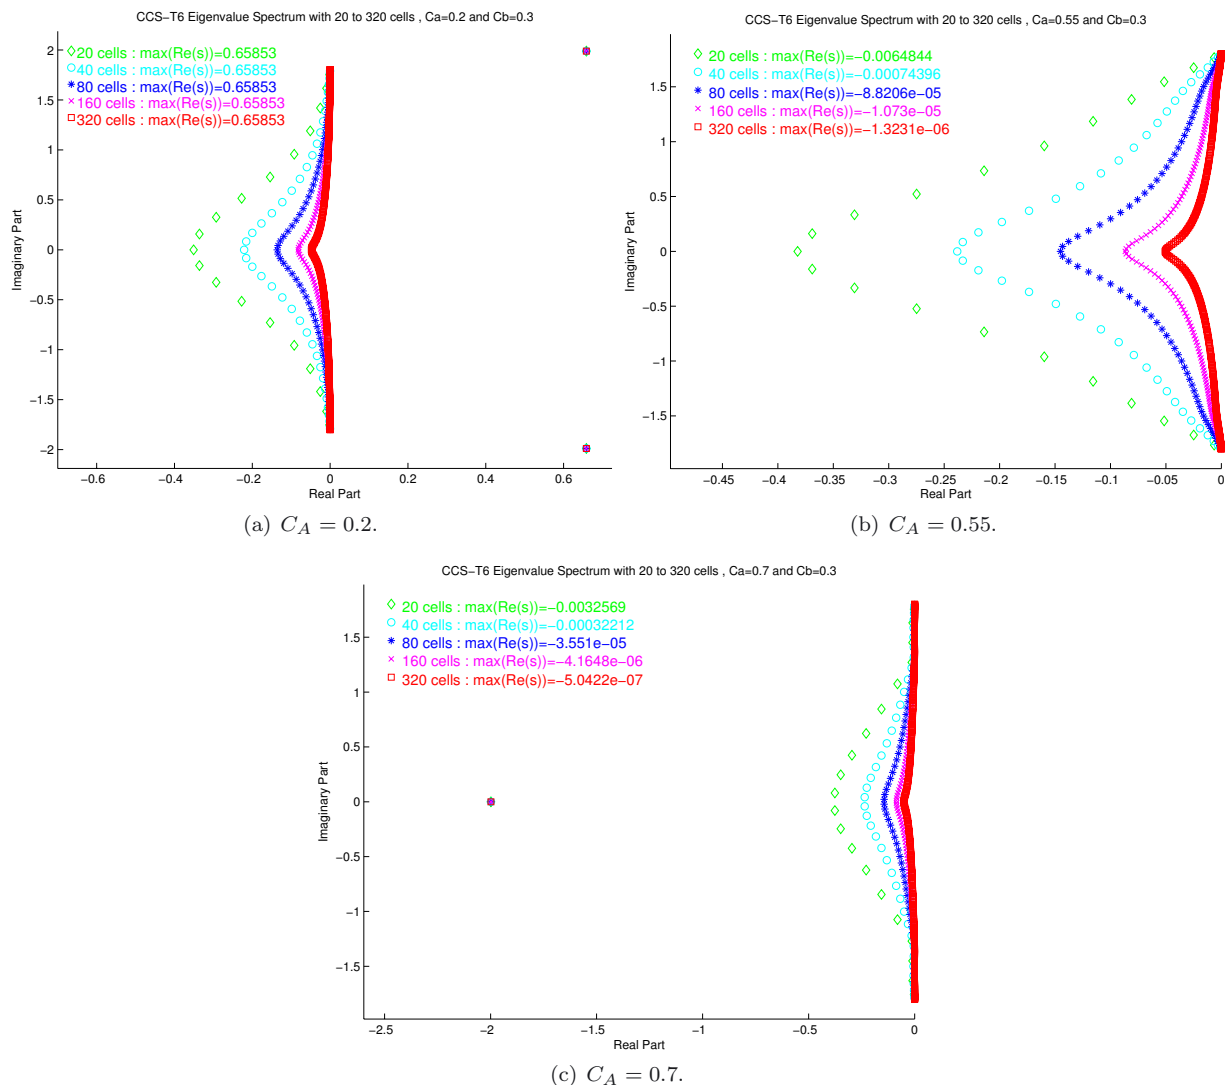 CCS−T6 Eigenvalue Spectrum with 20 to 320 cells , Ca=0.2 and Cb=0.3
20 cells : max(Re(s))=0.65853
40 cells : max(Re(s))=0.65853
80 cells : max(Re(s))=0.65853
160 cells : max(Re(s))=0.65853
320 cells : max(Re(s))=0.65853
2
1.5
1
0.5
0
−0.5
−1
−1.5
−2
Imaginary Part
−0.6 −0.4 −0.2 0 0.2 0.4 0.6
Real Part
(a) C_A = 0.2.
CCS−T6 Eigenvalue Spectrum with 20 to 320 cells , Ca=0.55 and Cb=0.3
20 cells : max(Re(s))=−0.0064844
40 cells : max(Re(s))=−0.00074396
80 cells : max(Re(s))=−8.8206e−05
160 cells : max(Re(s))=−1.073e−05
320 cells : max(Re(s))=−1.3231e−06
1.5
1
0.5
0
−0.5
−1
−1.5
Imaginary Part
−0.45 −0.4 −0.35 −0.3 −0.25 −0.2 −0.15 −0.1 −0.05 0
Real Part
(b) C_A = 0.55.
CCS−T6 Eigenvalue Spectrum with 20 to 320 cells , Ca=0.7 and Cb=0.3
20 cells : max(Re(s))=−0.0032569
40 cells : max(Re(s))=−0.00032212
80 cells : max(Re(s))=−3.551e−05
160 cells : max(Re(s))=−4.1648e−06
320 cells : max(Re(s))=−5.0422e−07
1.5
1
0.5
0
−0.5
−1
−1.5
Imaginary Part
−2.5 −2 −1.5 −1 −0.5 0
Real Part
(c) C_A = 0.7.